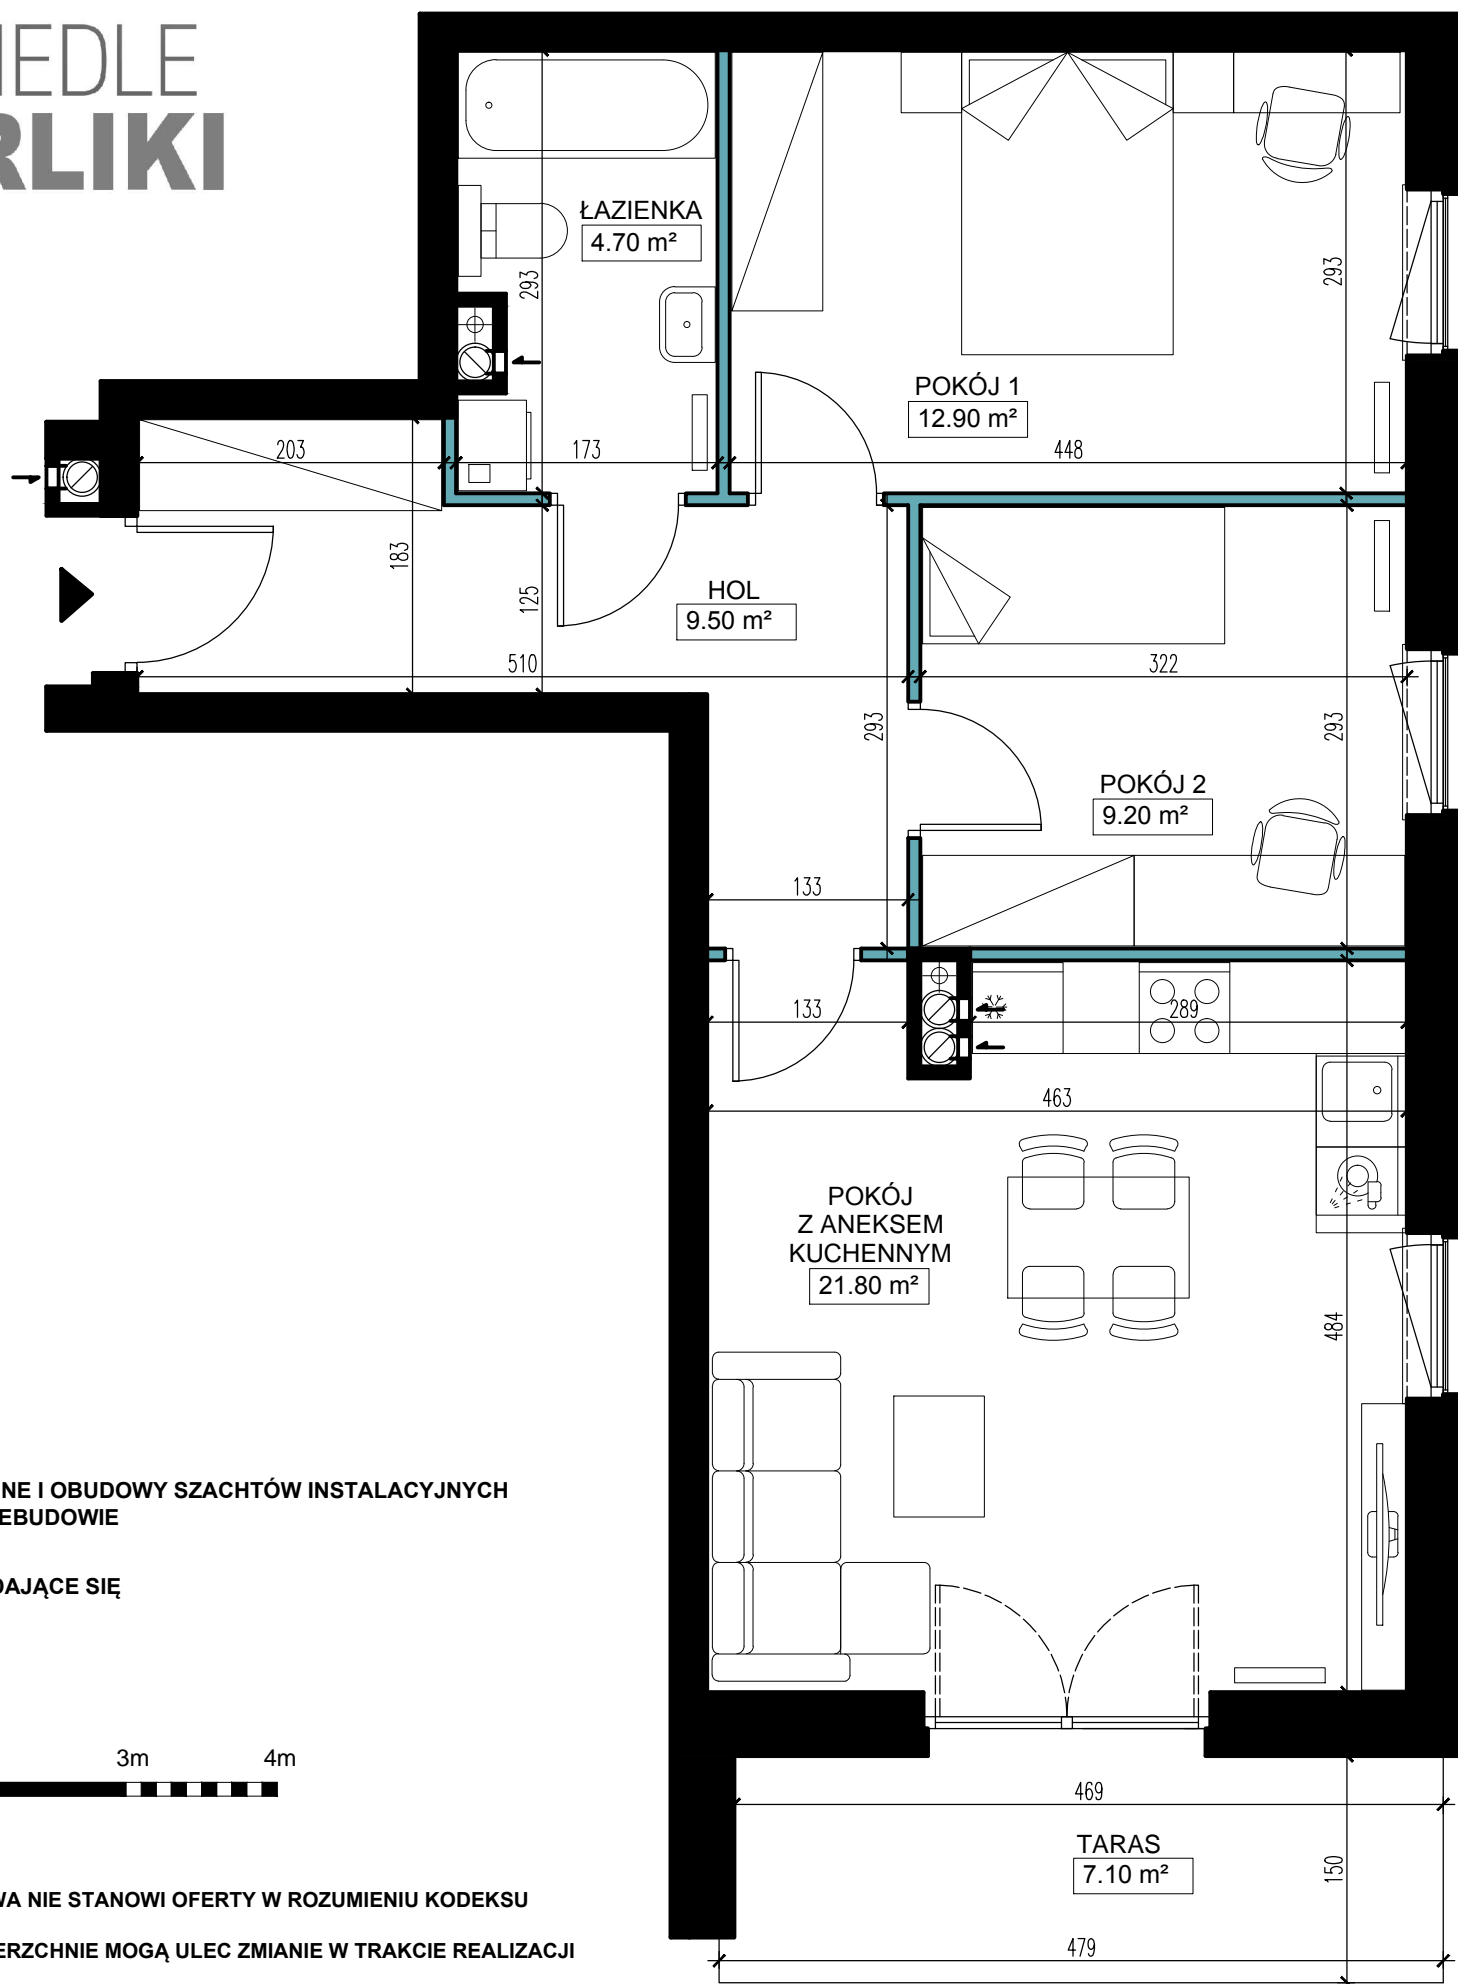 IEDLE
RLIKI
ŁAZIENKA
4.70 m²
293
293
POKÓJ 1
12.90 m²
203
173
448
183
125
HOL
9.50 m²
510
322
293
293
POKÓJ 2
9.20 m²
133
133
289
463
POKÓJ
Z ANEKSEM
KUCHENNYM
21.80 m²
484
NE I OBUDOWY SZACHTÓW INSTALACYJNYCH
EBUDOWIE
DAJĄCE SIĘ
3m 4m
469
TARAS
7.10 m²
150
WA NIE STANOWI OFERTY W ROZUMIENIU KODEKSU
ERZCHNIE MOGĄ ULEC ZMIANIE W TRAKCIE REALIZACJI
479